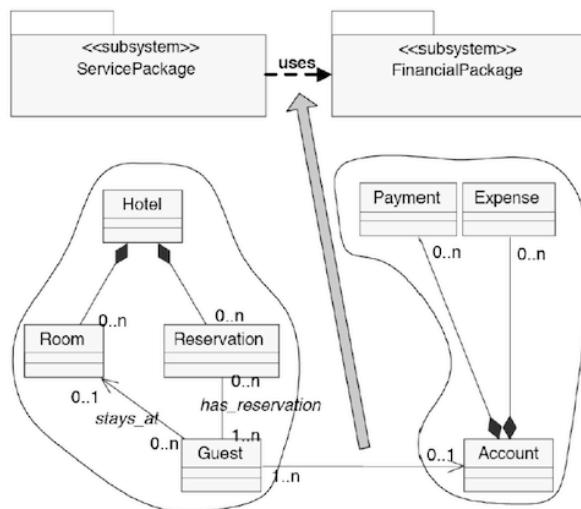 <<subsystem>>
ServicePackage
uses
<<subsystem>>
FinancialPackage
Hotel
Payment
Expense
0..n
0..n
0..n
0..n
Room
Reservation
0..1
0..n
stays_at
has_reservation
0..n
1..n
Guest
1..n
0..1
Account